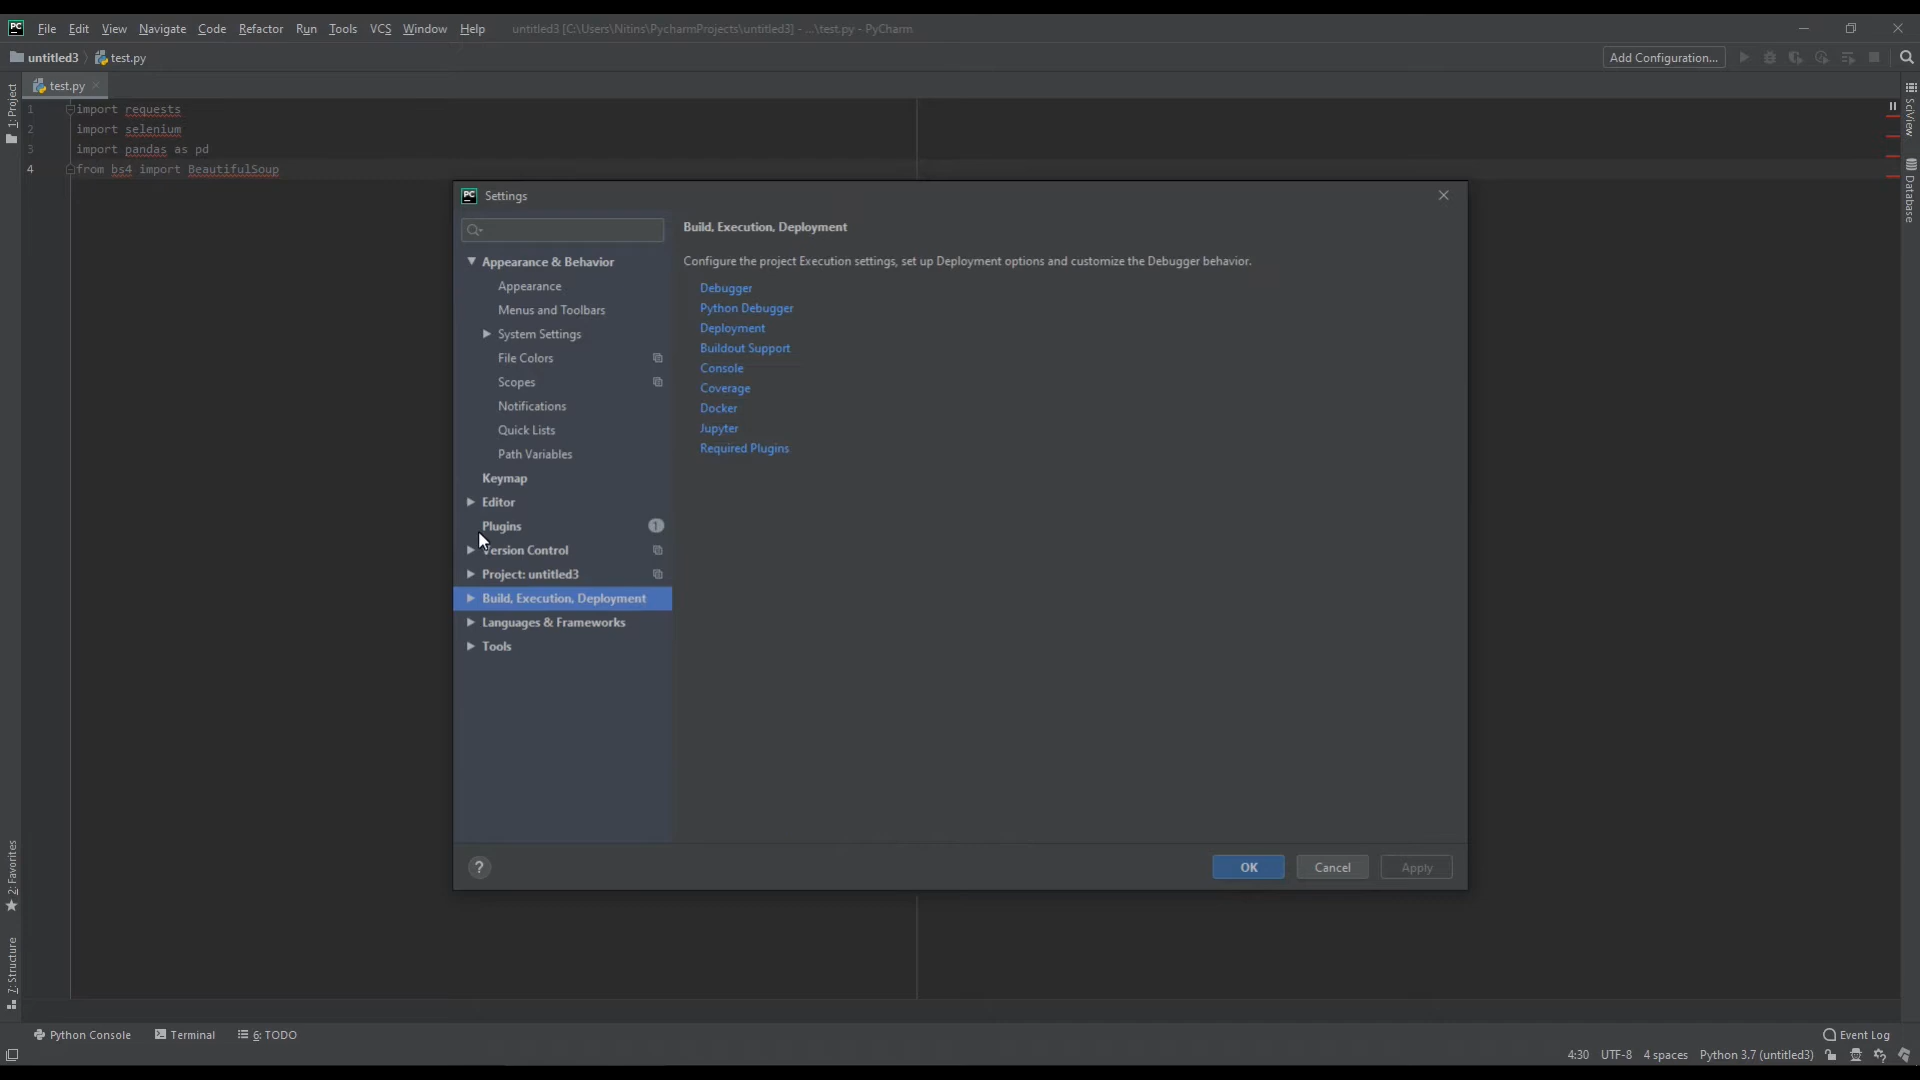 PC File Edit View Navigate Code Refactor Run Tools VCS Window Help untitled3 [C:\Users\Nitins\PycharmProjects\untitled3] - ...\test.py - PyCharm
untitled3 test.py Add Configuration...
test.py
1: Project
SciView
Database
1 import requests
2 import selenium
3 import pandas as pd
4 from bs4 import BeautifulSoup
PC Settings
Appearance & Behavior
Appearance
Menus and Toolbars
System Settings
File Colors
Scopes
Notifications
Quick Lists
Path Variables
Keymap
Editor
Plugins 1
Version Control
Project: untitled3
Build, Execution, Deployment
Languages & Frameworks
Tools
Build, Execution, Deployment
Configure the project Execution settings, set up Deployment options and customize the Debugger behavior.
Debugger
Python Debugger
Deployment
Buildout Support
Console
Coverage
Docker
Jupyter
Required Plugins
? OK Cancel Apply
2: Favorites
7: Structure
Python Console Terminal 6: TODO Event Log
4:30 UTF-8 4 spaces Python 3.7 (untitled3)